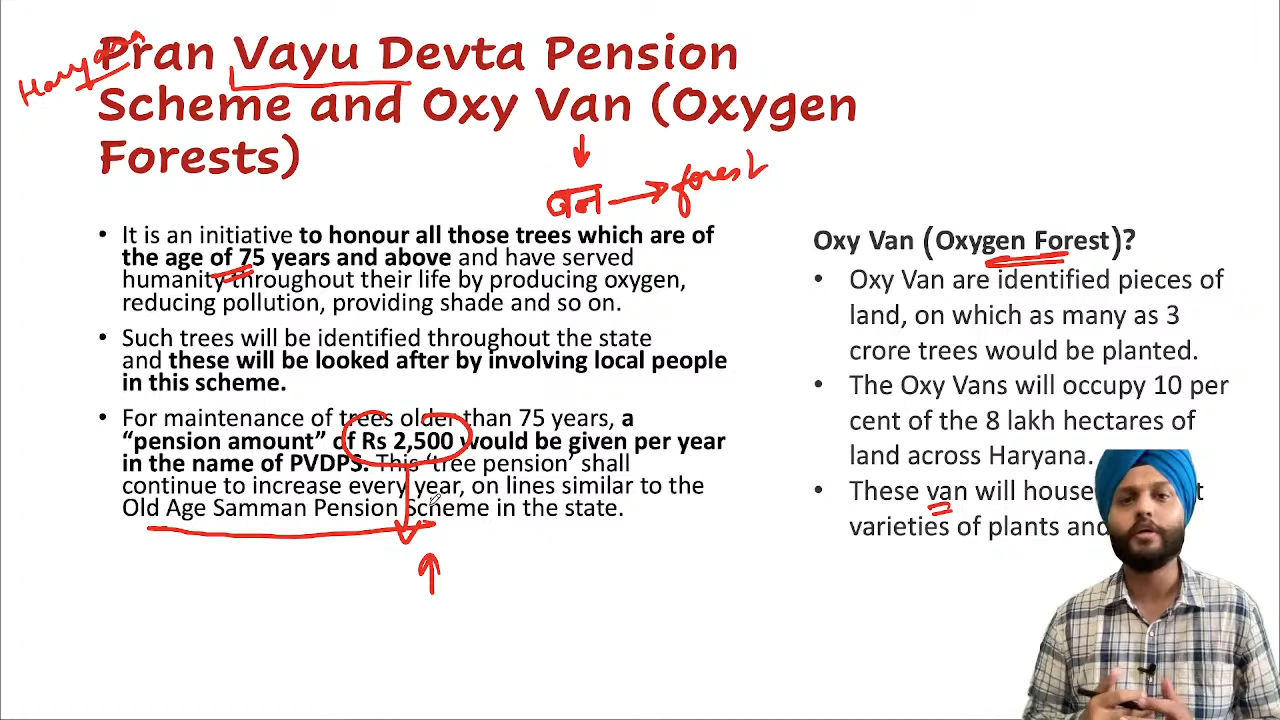 Haryana
Pran Vayu Devta Pension
Scheme and Oxy Van (Oxygen
Forests)
वन → forest
• It is an initiative to honour all those trees which are of
the age of 75 years and above and have served
humanity throughout their life by producing oxygen,
reducing pollution, providing shade and so on.
• Such trees will be identified throughout the state
and these will be looked after by involving local people
in this scheme.
• For maintenance of trees older than 75 years, a
“pension amount” of Rs 2,500 would be given per year
in the name of PVDPS. This ‘tree pension’ shall
continue to increase every year, on lines similar to the
Old Age Samman Pension Scheme in the state.
Oxy Van (Oxygen Forest)?
• Oxy Van are identified pieces of
land, on which as many as 3
crore trees would be planted.
• The Oxy Vans will occupy 10 per
cent of the 8 lakh hectares of
land across Haryana.
• These van will house
varieties of plants and